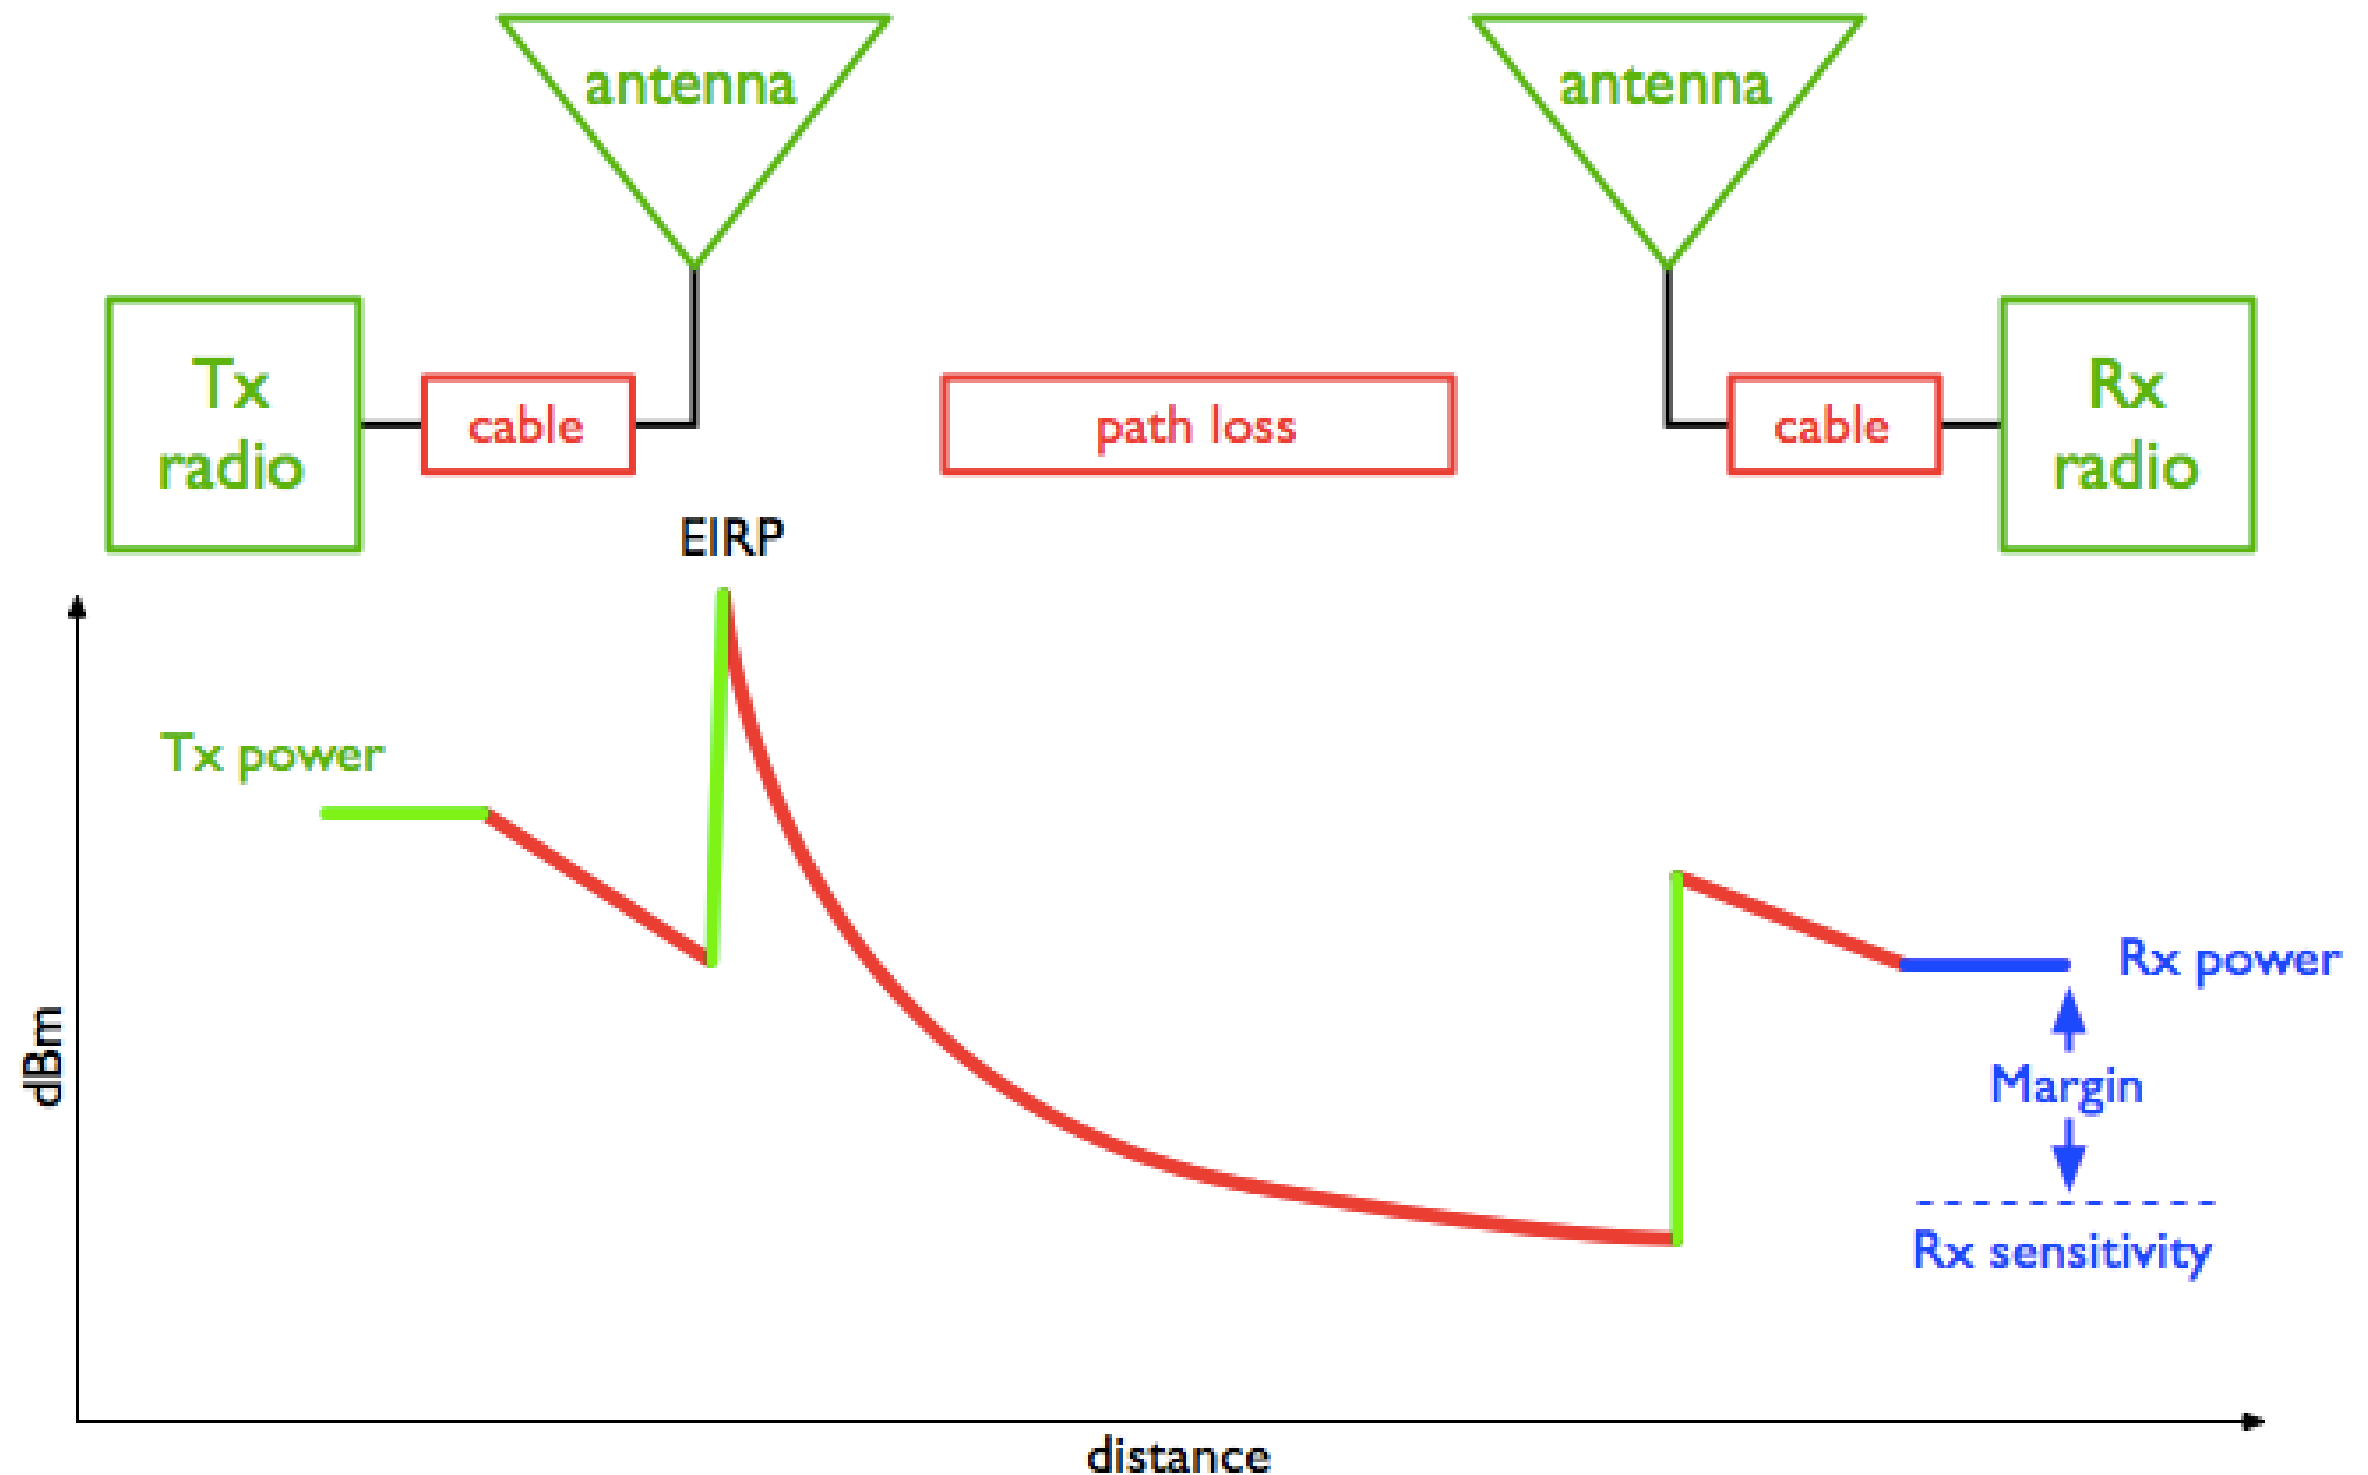 antenna
antenna
Tx
radio
cable
path loss
cable
Rx
radio
EIRP
Tx power
Rx power
dBm
Margin
Rx sensitivity
distance